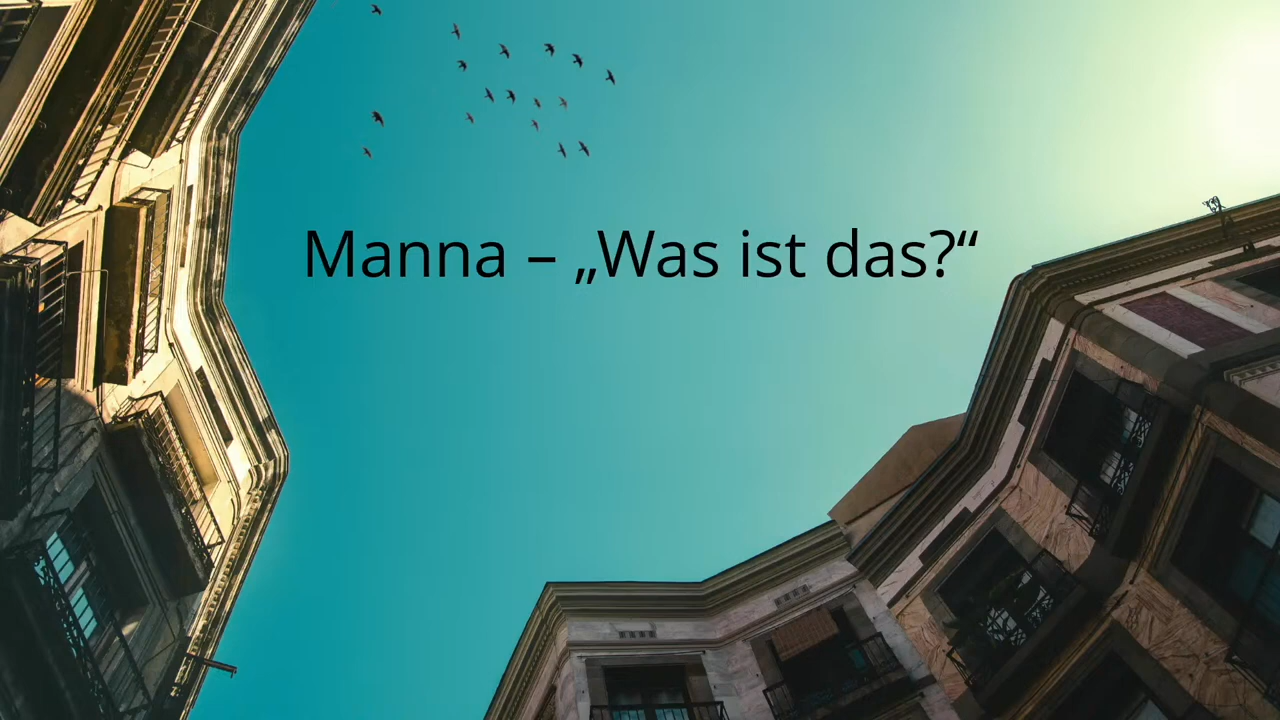 Manna – „Was ist das?“